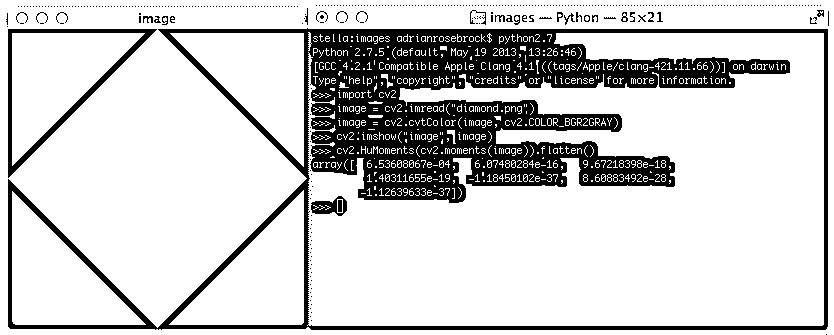 image
images — Python — 85×21
stella:images adrianrosebrock$ python2.7
Python 2.7.5 (default, May 19 2013, 13:26:46)
[GCC 4.2.1 Compatible Apple Clang 4.1 ((tags/Apple/clang-421.11.66))] on darwin
Type "help", "copyright", "credits" or "license" for more information.
>>> import cv2
>>> image = cv2.imread("diamond.png")
>>> image = cv2.cvtColor(image, cv2.COLOR_BGR2GRAY)
>>> cv2.imshow("image", image)
>>> cv2.HuMoments(cv2.moments(image)).flatten()
array([ 6.53608067e-04, 6.07480284e-16, 9.67218398e-18,
1.40311655e-19, -1.18450102e-37, 8.60883492e-28,
-1.12639633e-37])
>>>